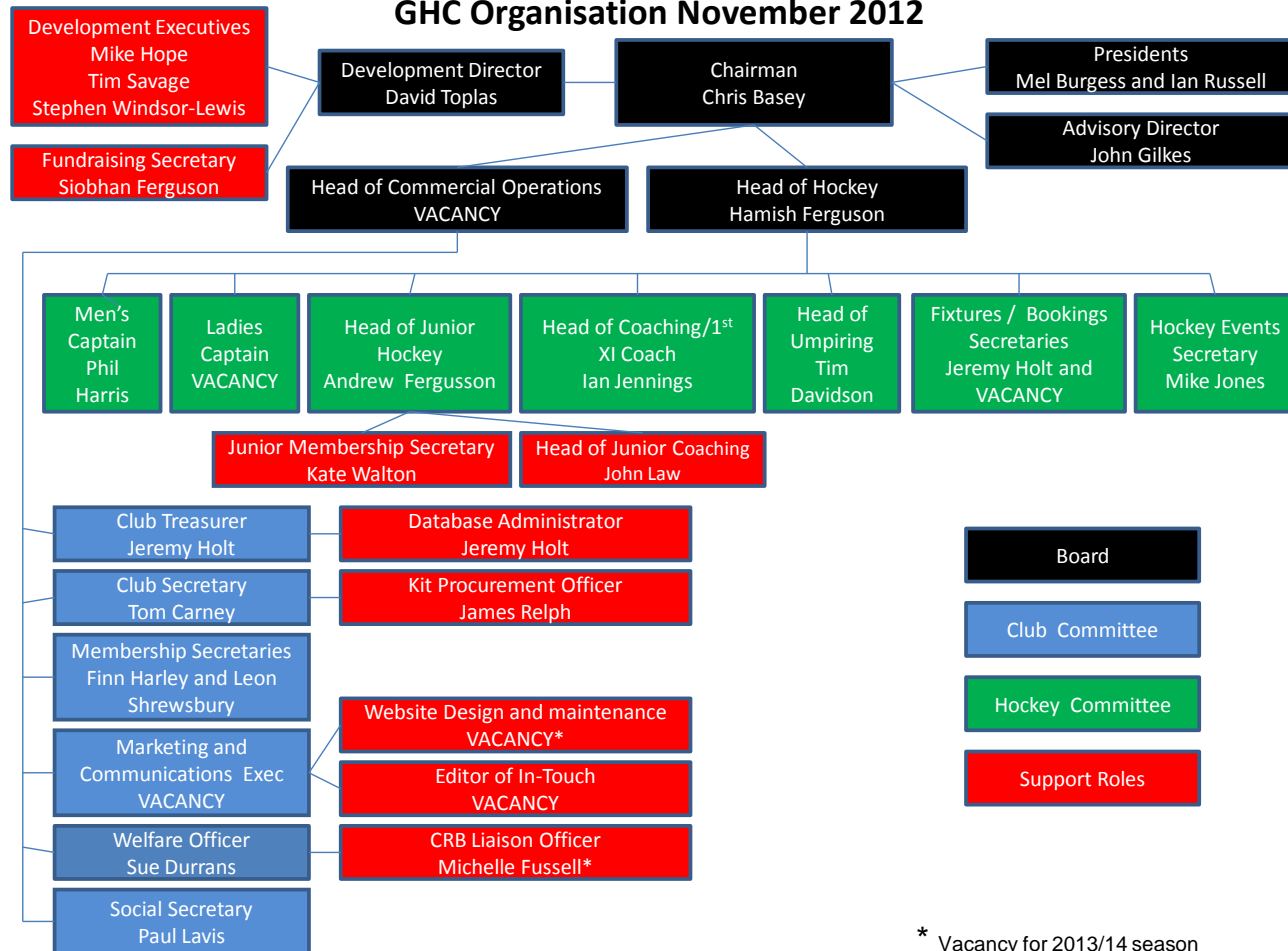 GHC Organisation November 2012
Development Executives
Mike Hope
Tim Savage
Stephen Windsor-Lewis
Fundraising Secretary
Siobhan Ferguson
Development Director
David Toplas
Chairman
Chris Basey
Presidents
Mel Burgess and Ian Russell
Advisory Director
John Gilkes
Head of Commercial Operations
VACANCY
Head of Hockey
Hamish Ferguson
Men's
Captain
Phil
Harris
Ladies
Captain
VACANCY
Head of Junior
Hockey
Andrew Fergusson
Head of Coaching/1st
XI Coach
Ian Jennings
Head of
Umpiring
Tim
Davidson
Fixtures / Bookings
Secretaries
Jeremy Holt and
VACANCY
Hockey Events
Secretary
Mike Jones
Junior Membership Secretary
Kate Walton
Head of Junior Coaching
John Law
Club Treasurer
Jeremy Holt
Database Administrator
Jeremy Holt
Club Secretary
Tom Carney
Kit Procurement Officer
James Relph
Membership Secretaries
Finn Harley and Leon
Shrewsbury
Marketing and
Communications Exec
VACANCY
Website Design and maintenance
VACANCY*
Editor of In-Touch
VACANCY
Welfare Officer
Sue Durrans
CRB Liaison Officer
Michelle Fussell*
Social Secretary
Paul Lavis
Board
Club Committee
Hockey Committee
Support Roles
* Vacancy for 2013/14 season